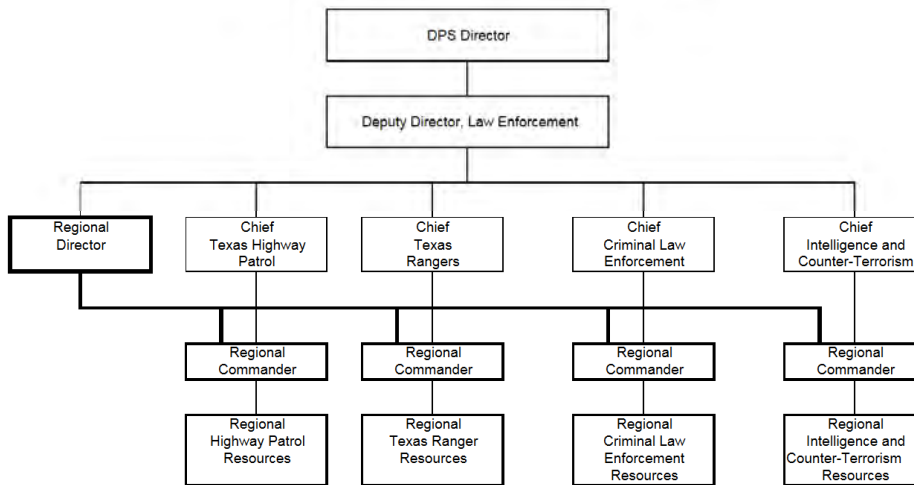 DPS Director
Deputy Director, Law Enforcement
Regional
Director
Chief
Texas Highway
Patrol
Chief
Texas
Rangers
Chief
Criminal Law
Enforcement
Chief
Intelligence and
Counter-Terrorism
Regional
Commander
Regional
Commander
Regional
Commander
Regional
Commander
Regional
Highway Patrol
Resources
Regional
Texas Ranger
Resources
Regional
Criminal Law
Enforcement
Resources
Regional
Intelligence and
Counter-Terrorism
Resources